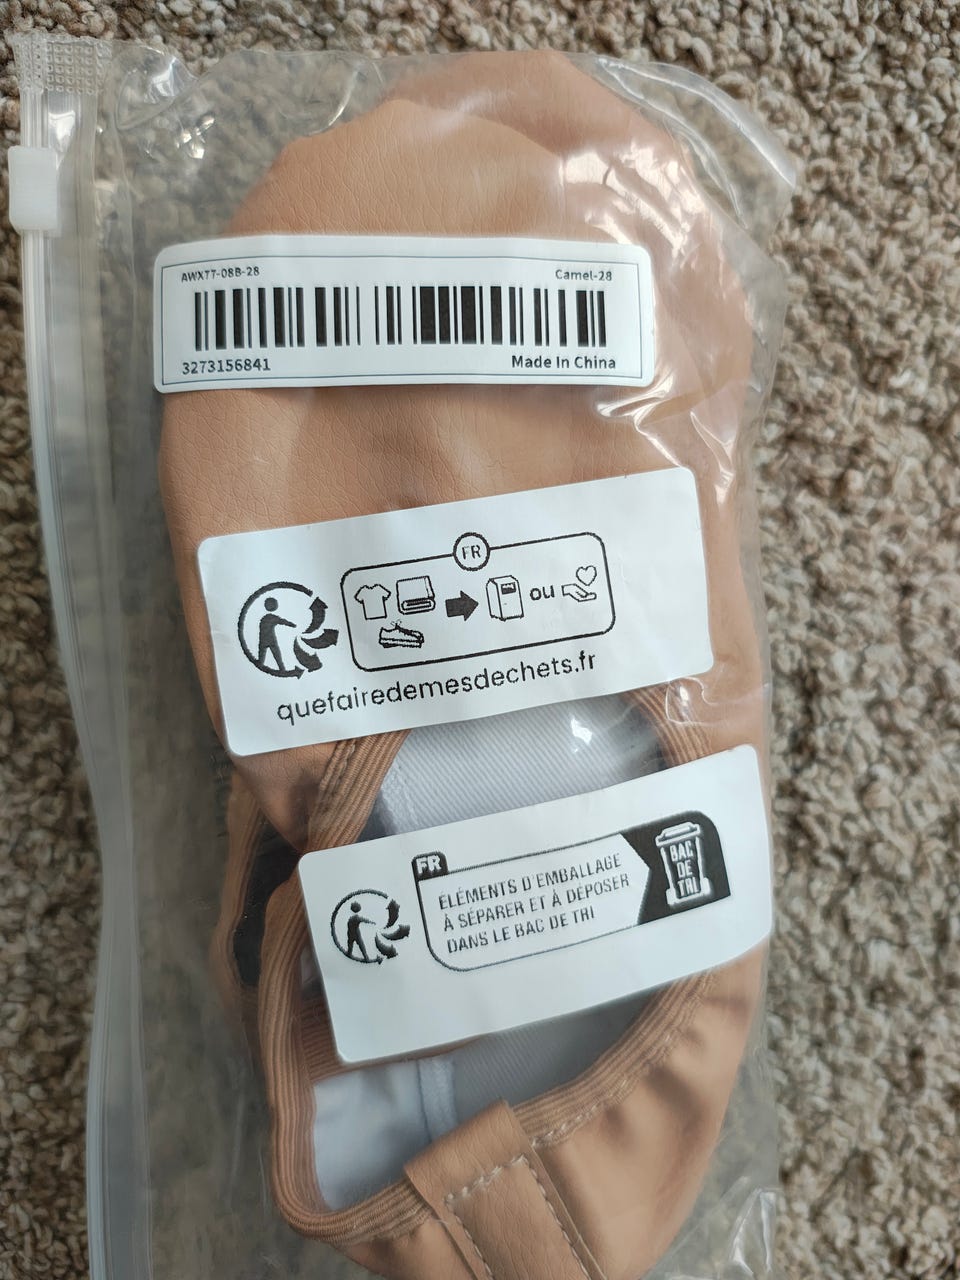 AWX77-08B-28
Camel-28
3273156841
Made In China
FR
ou
quefairedemesdechets.fr
FR
ÉLÉMENTS D'EMBALLAGE
À SÉPARER ET À DÉPOSER
DANS LE BAC DE TRI
BAC
DE
TRI